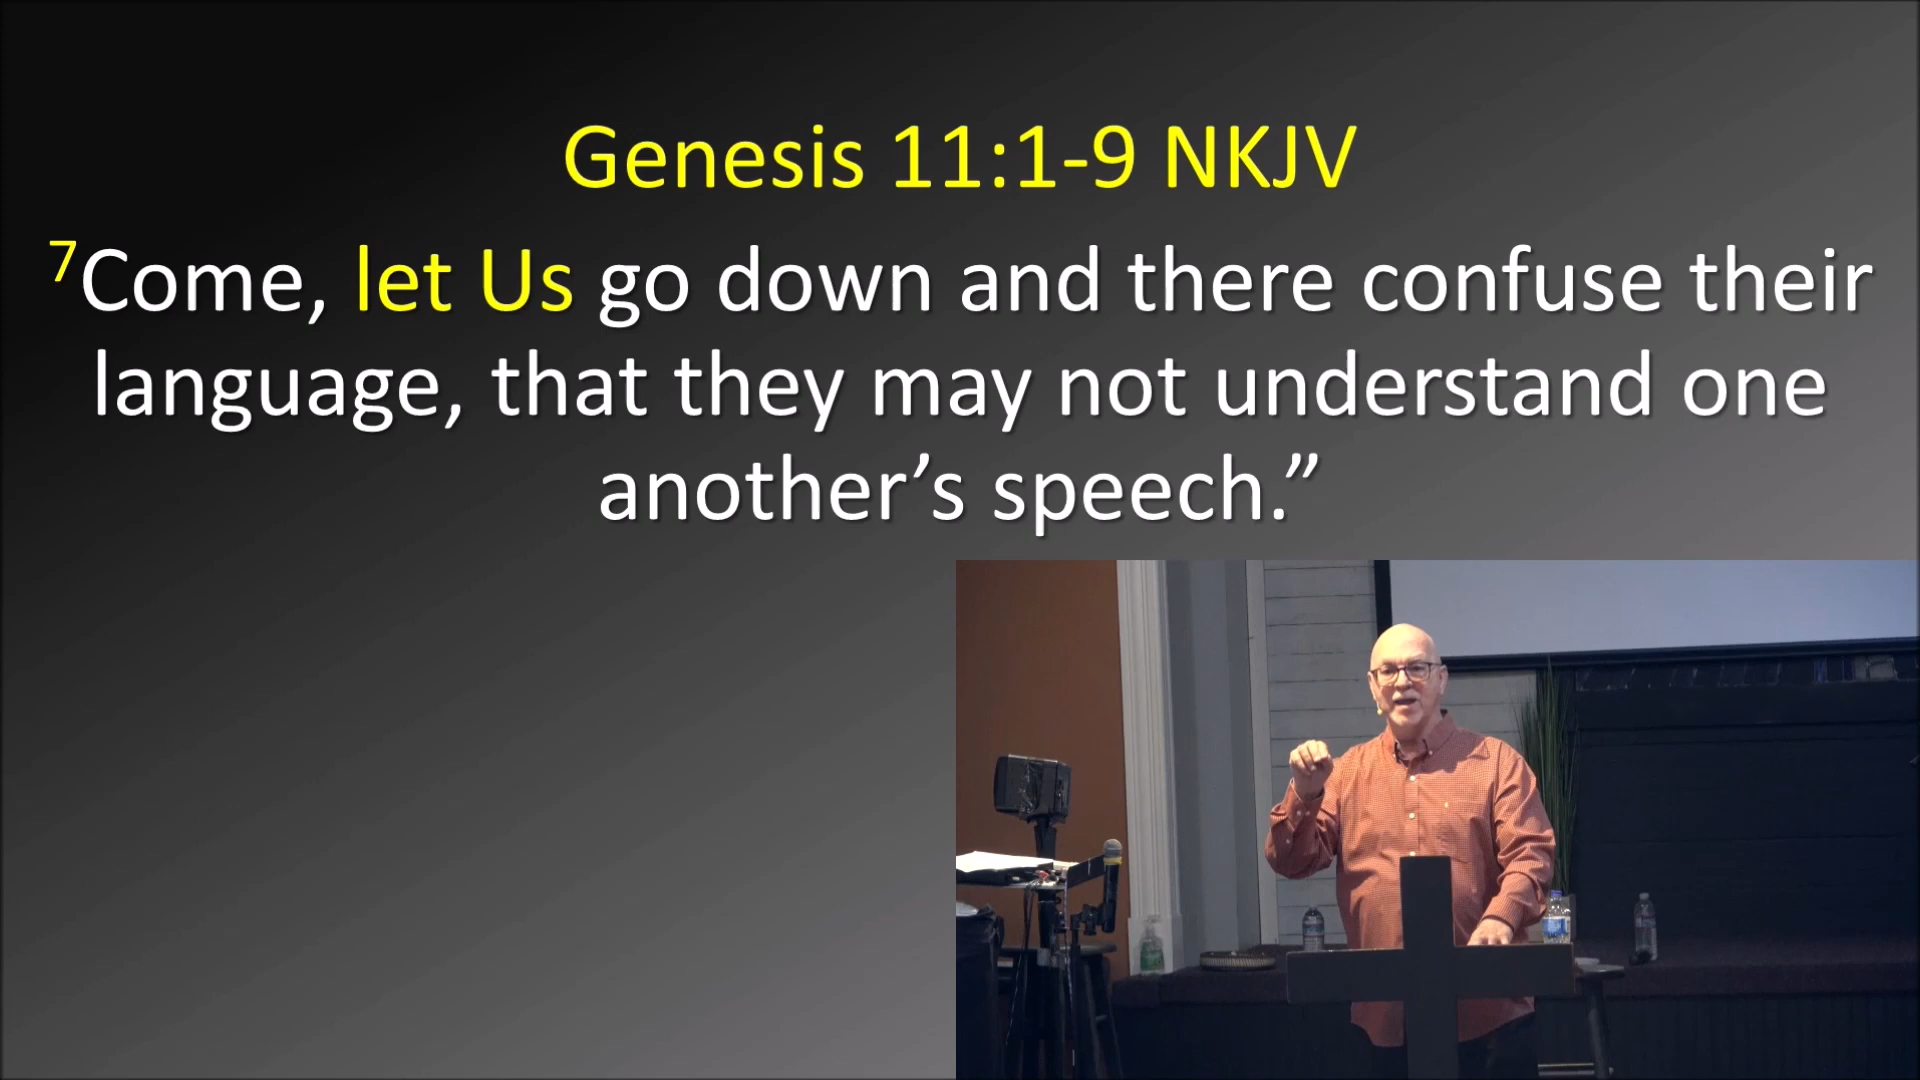 Genesis 11:1-9 NKJV
⁷Come, let Us go down and there confuse their
language, that they may not understand one
another’s speech.”